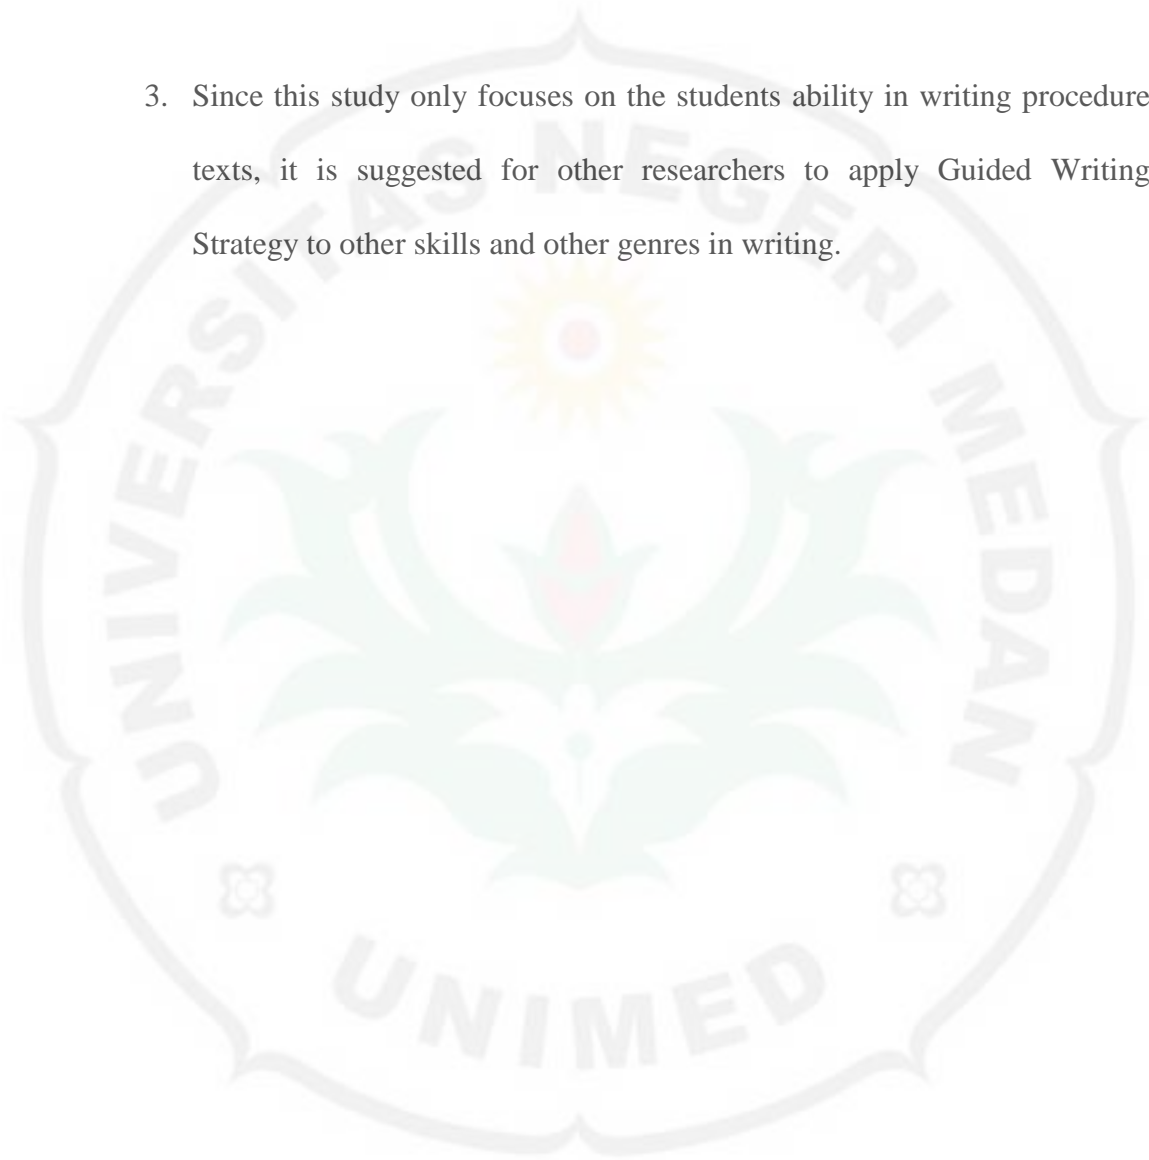 3. Since this study only focuses on the students ability in writing procedure
texts, it is suggested for other researchers to apply Guided Writing
Strategy to other skills and other genres in writing.
UNIVERSITAS NEGERI MEDAN
UNIMED